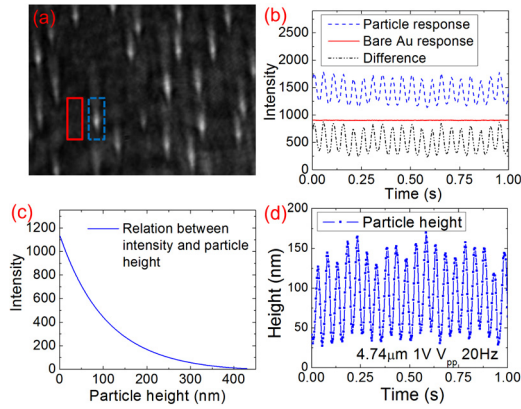 (a)
(b)
Particle response
Bare Au response
Difference
Intensity
2500
2000
1500
1000
500
0
0.00 0.25 0.50 0.75 1.00
Time (s)
(c)
Relation between
intensity and particle
height
Intensity
1200
1000
800
600
400
200
0
0 100 200 300 400
Particle height (nm)
(d)
Particle height
Height (nm)
200
150
100
50
0
4.74μm 1V Vpp, 20Hz
0.00 0.25 0.50 0.75 1.00
Time (s)